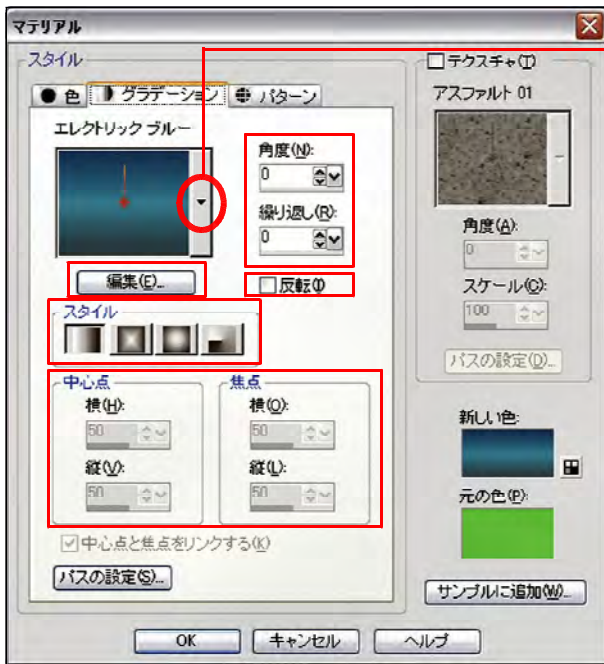 マテリアル
スタイル
色
グラデーション
パターン
エレクトリック ブルー
角度(N):
0
繰り返し(R):
0
編集(E)...
反転(I)
スタイル
中心点
横(H):
50
縦(V):
50
焦点
横(O):
50
縦(L):
50
中心点と焦点をリンクする(K)
パスの設定(S)...
テクスチャ(T)
アスファルト 01
角度(A):
0
スケール(C):
100
パスの設定(D)...
新しい色:
元の色(P):
サンプルに追加(W)...
OK
キャンセル
ヘルプ